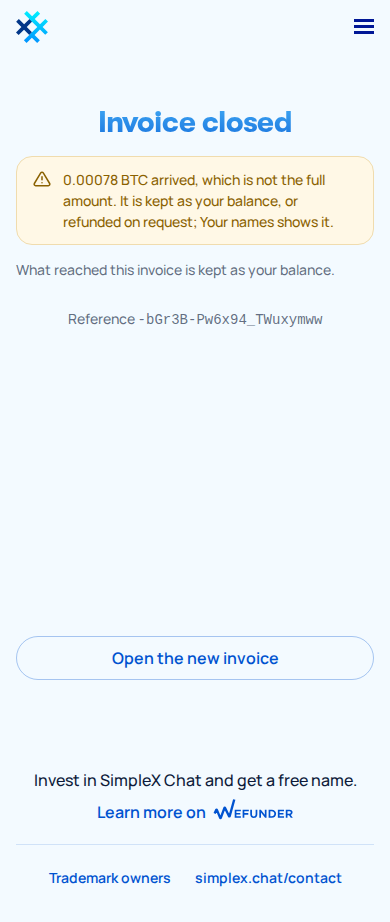 Invoice closed
0.00078 BTC arrived, which is not the full
amount. It is kept as your balance, or
refunded on request; Your names shows it.
What reached this invoice is kept as your balance.
Reference -bGr3B-Pw6x94_TWuxymww
Open the new invoice
Invest in SimpleX Chat and get a free name.
Learn more on WEFUNDER
Trademark owners simplex.chat/contact